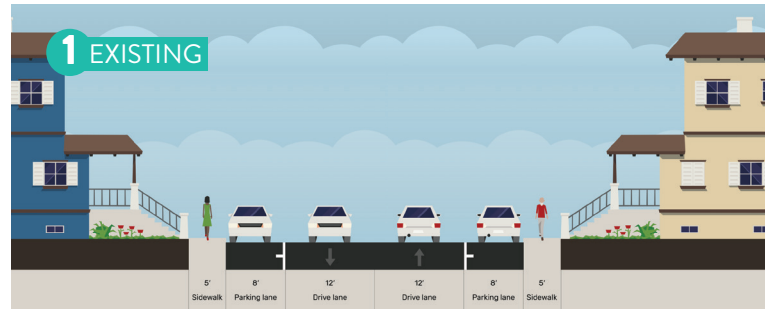 1 EXISTING
5' 8' 12' 12' 8' 5'
Sidewalk Parking lane Drive lane Drive lane Parking lane Sidewalk